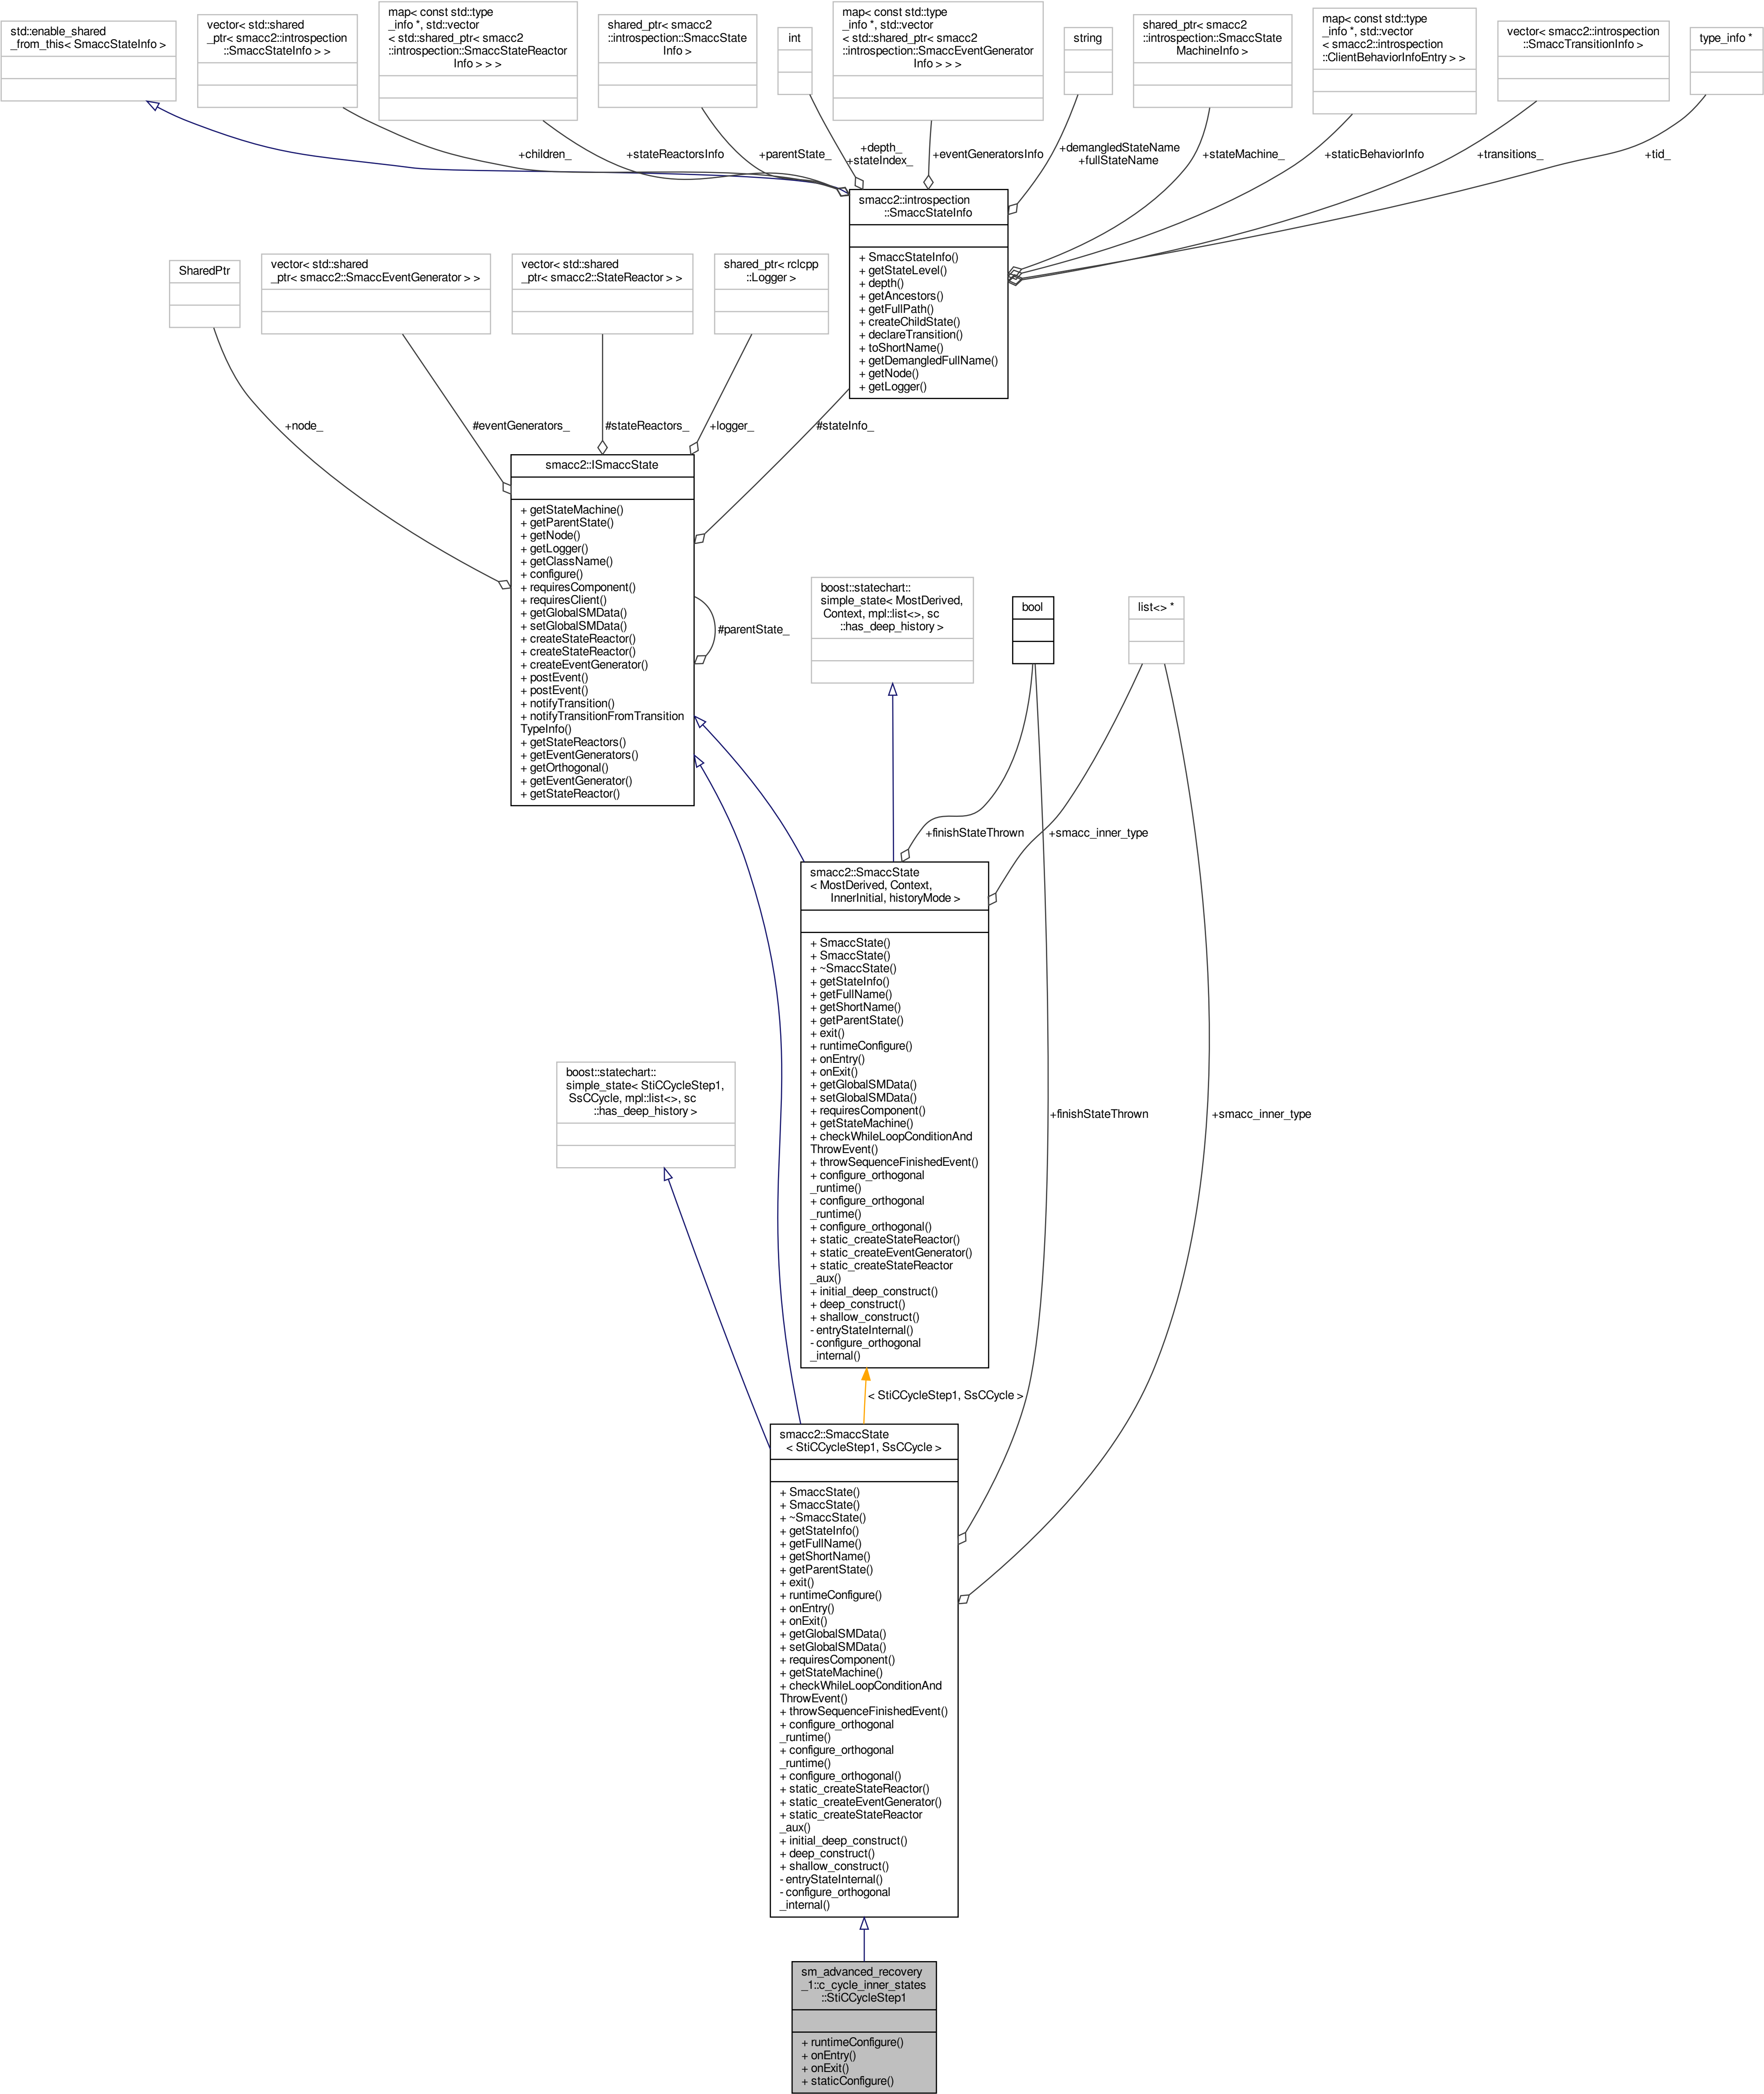 std::enable_shared
_from_this< SmaccStateInfo >
vector< std::shared
_ptr< smacc2::introspection
::SmaccStateInfo > >
map< const std::type
_info *, std::vector
< std::shared_ptr< smacc2
::introspection::SmaccStateReactor
Info > > >
shared_ptr< smacc2
::introspection::SmaccState
Info >
int
map< const std::type
_info *, std::vector
< std::shared_ptr< smacc2
::introspection::SmaccEventGenerator
Info > > >
string
shared_ptr< smacc2
::introspection::SmaccState
MachineInfo >
map< const std::type
_info *, std::vector
< smacc2::introspection
::ClientBehaviorInfoEntry > >
vector< smacc2::introspection
::SmaccTransitionInfo >
type_info *
+children_
+stateReactorsInfo
+parentState_
+depth_
+stateIndex_
+eventGeneratorsInfo
+demangledStateName
+fullStateName
+stateMachine_
+staticBehaviorInfo
+transitions_
+tid_
smacc2::introspection
::SmaccStateInfo
+ SmaccStateInfo()
+ getStateLevel()
+ depth()
+ getAncestors()
+ getFullPath()
+ createChildState()
+ declareTransition()
+ toShortName()
+ getDemangledFullName()
+ getNode()
+ getLogger()
SharedPtr
vector< std::shared
_ptr< smacc2::SmaccEventGenerator > >
vector< std::shared
_ptr< smacc2::StateReactor > >
shared_ptr< rclcpp
::Logger >
+node_
#eventGenerators_
#stateReactors_
+logger_
#stateInfo_
smacc2::ISmaccState
+ getStateMachine()
+ getParentState()
+ getNode()
+ getLogger()
+ getClassName()
+ configure()
+ requiresComponent()
+ requiresClient()
+ getGlobalSMData()
+ setGlobalSMData()
+ createStateReactor()
+ createStateReactor()
+ createEventGenerator()
+ postEvent()
+ postEvent()
+ notifyTransition()
+ notifyTransitionFromTransition
TypeInfo()
+ getStateReactors()
+ getEventGenerators()
+ getOrthogonal()
+ getEventGenerator()
+ getStateReactor()
#parentState_
boost::statechart::
simple_state< MostDerived,
Context, mpl::list<>, sc
::has_deep_history >
bool
list<> *
+finishStateThrown
+smacc_inner_type
smacc2::SmaccState
< MostDerived, Context,
InnerInitial, historyMode >
+ SmaccState()
+ SmaccState()
+ ~SmaccState()
+ getStateInfo()
+ getFullName()
+ getShortName()
+ getParentState()
+ exit()
+ runtimeConfigure()
+ onEntry()
+ onExit()
+ getGlobalSMData()
+ setGlobalSMData()
+ requiresComponent()
+ getStateMachine()
+ checkWhileLoopConditionAnd
ThrowEvent()
+ throwSequenceFinishedEvent()
+ configure_orthogonal
_runtime()
+ configure_orthogonal
_runtime()
+ configure_orthogonal()
+ static_createStateReactor()
+ static_createEventGenerator()
+ static_createStateReactor
_aux()
+ initial_deep_construct()
+ deep_construct()
+ shallow_construct()
- entryStateInternal()
- configure_orthogonal
_internal()
boost::statechart::
simple_state< StiCCycleStep1,
SsCCycle, mpl::list<>, sc
::has_deep_history >
+finishStateThrown
+smacc_inner_type
< StiCCycleStep1, SsCCycle >
smacc2::SmaccState
< StiCCycleStep1, SsCCycle >
+ SmaccState()
+ SmaccState()
+ ~SmaccState()
+ getStateInfo()
+ getFullName()
+ getShortName()
+ getParentState()
+ exit()
+ runtimeConfigure()
+ onEntry()
+ onExit()
+ getGlobalSMData()
+ setGlobalSMData()
+ requiresComponent()
+ getStateMachine()
+ checkWhileLoopConditionAnd
ThrowEvent()
+ throwSequenceFinishedEvent()
+ configure_orthogonal
_runtime()
+ configure_orthogonal
_runtime()
+ configure_orthogonal()
+ static_createStateReactor()
+ static_createEventGenerator()
+ static_createStateReactor
_aux()
+ initial_deep_construct()
+ deep_construct()
+ shallow_construct()
- entryStateInternal()
- configure_orthogonal
_internal()
sm_advanced_recovery
_1::c_cycle_inner_states
::StiCCycleStep1
+ runtimeConfigure()
+ onEntry()
+ onExit()
+ staticConfigure()